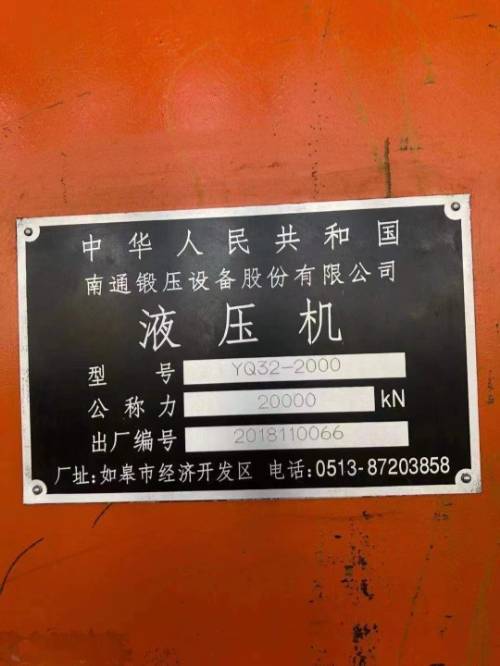 中华人民共和国
南通锻压设备股份有限公司
液压机
型号 YQ32-2000
公称力 20000 kN
出厂编号 2018110066
厂址:如皋市经济开发区 电话:0513-87203858